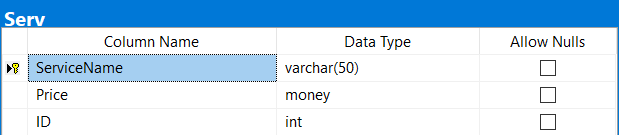 Serv
Column Name Data Type Allow Nulls
ServiceName varchar(50)
Price money
ID int